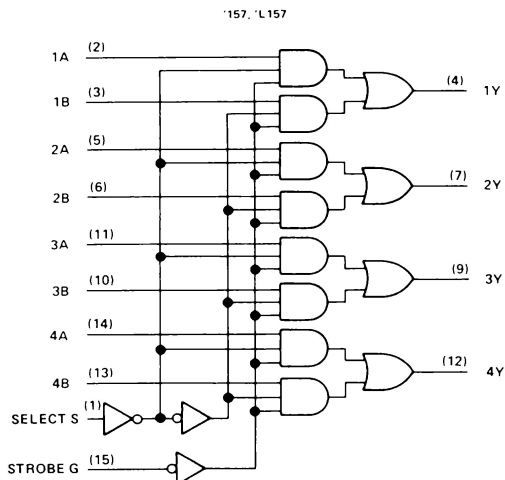 '157, 'L157
1A (2)
(4) 1Y
1B (3)
2A (5)
(7) 2Y
2B (6)
3A (11)
(9) 3Y
3B (10)
4A (14)
(12) 4Y
4B (13)
SELECT S (1)
STROBE G (15)